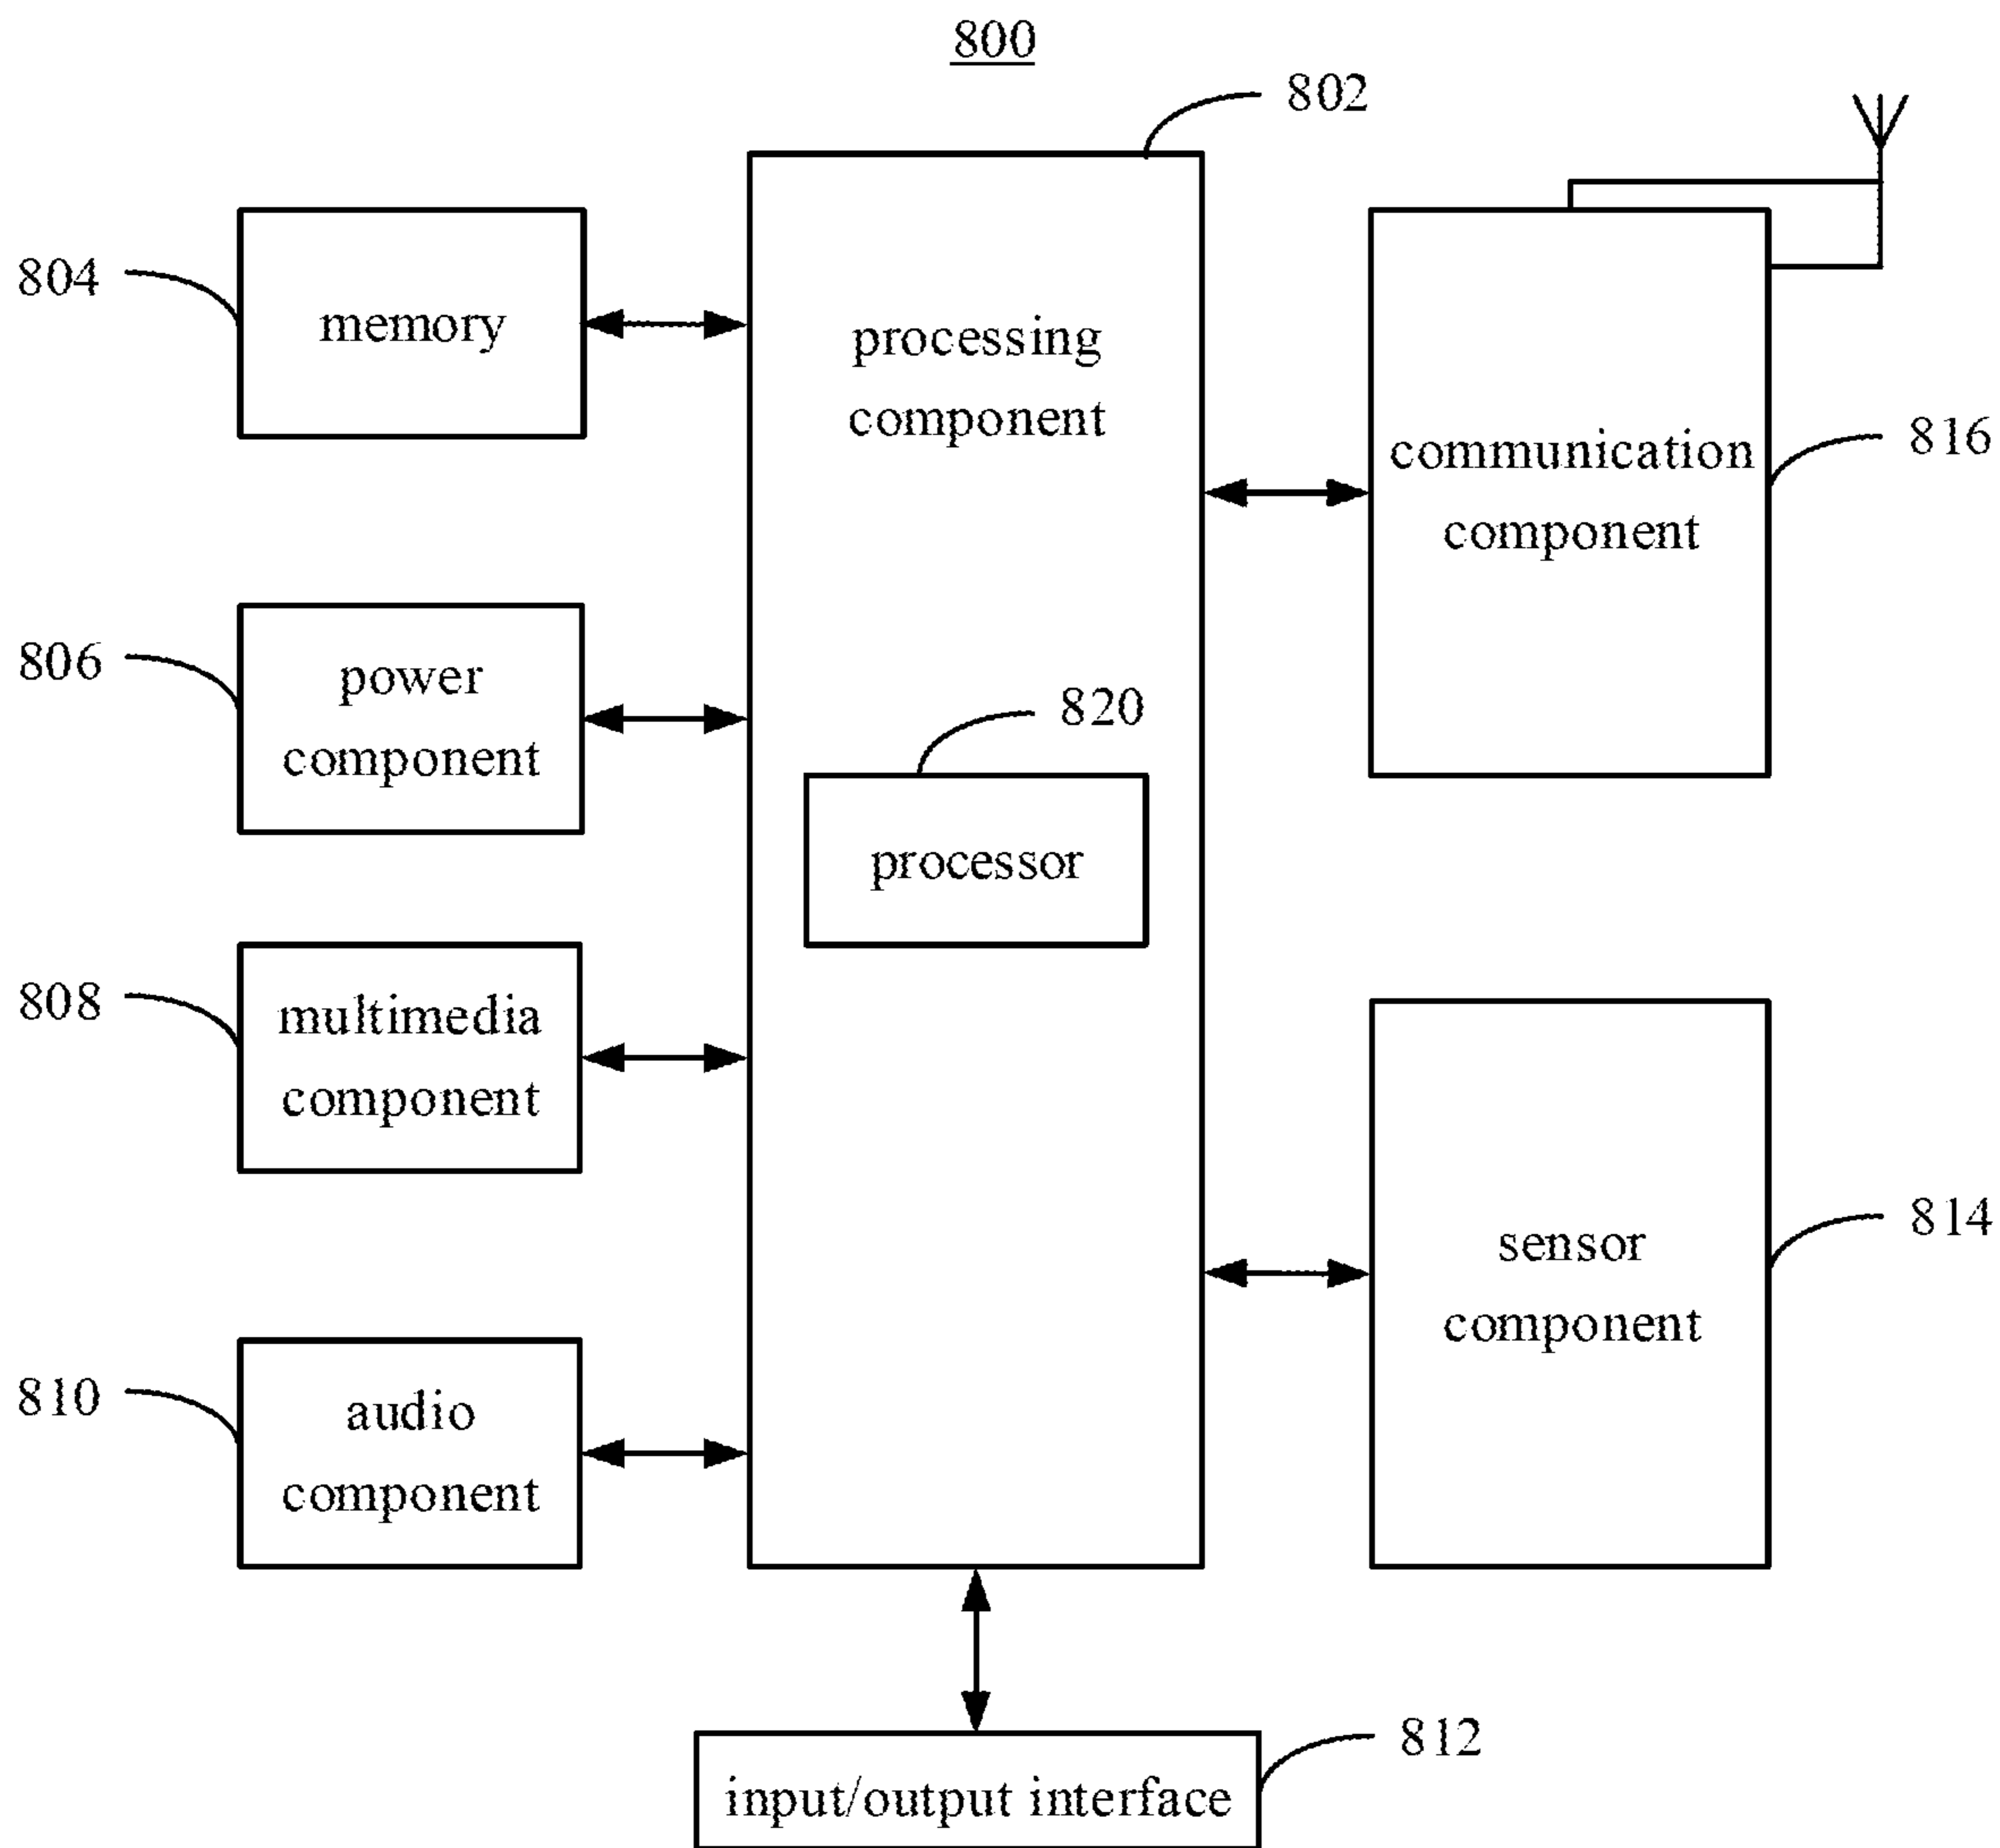 800
802
804
memory
processing
component
communication
component
816
806
power
component
820
processor
808
multimedia
component
sensor
component
814
810
audio
component
812
input/output interface